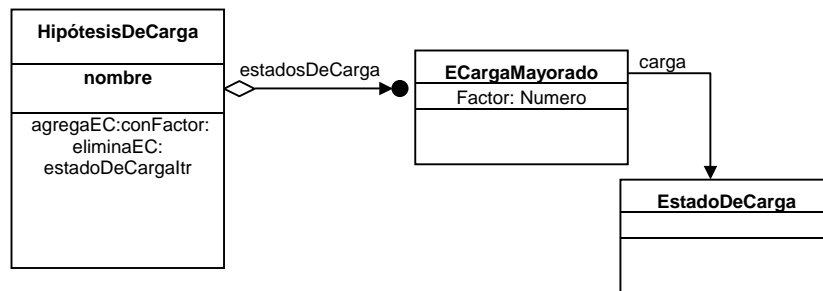 HipótesisDeCarga
nombre
agregaEC:conFactor:
eliminaEC:
estadoDeCargaItr
estadosDeCarga
ECargaMayorado
Factor: Numero
carga
EstadoDeCarga